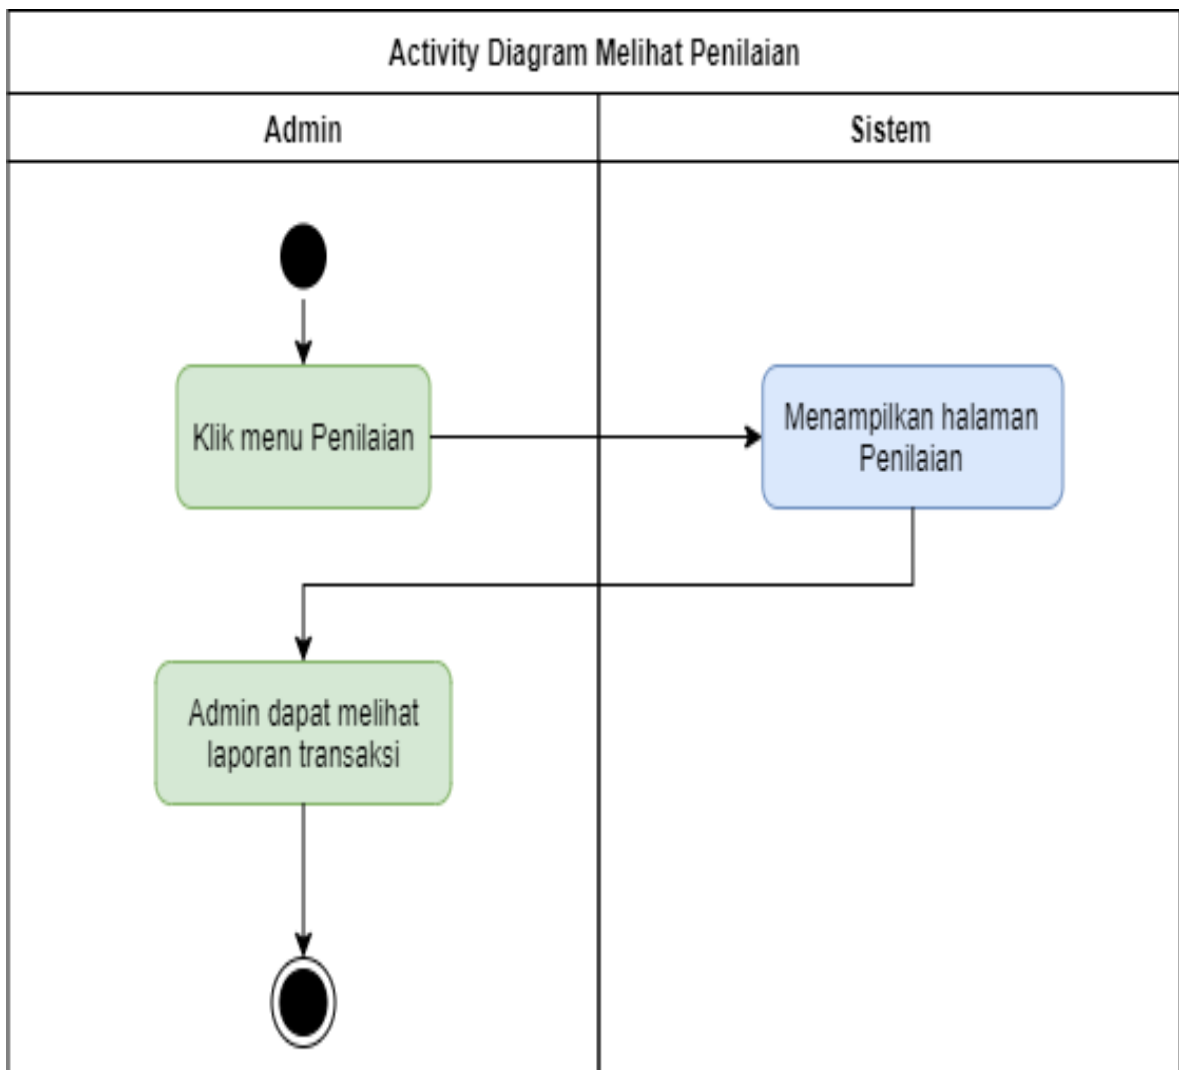 Activity Diagram Melihat Penilaian
Admin
Sistem
Klik menu Penilaian
Menampilkan halaman
Penilaian
Admin dapat melihat
laporan transaksi